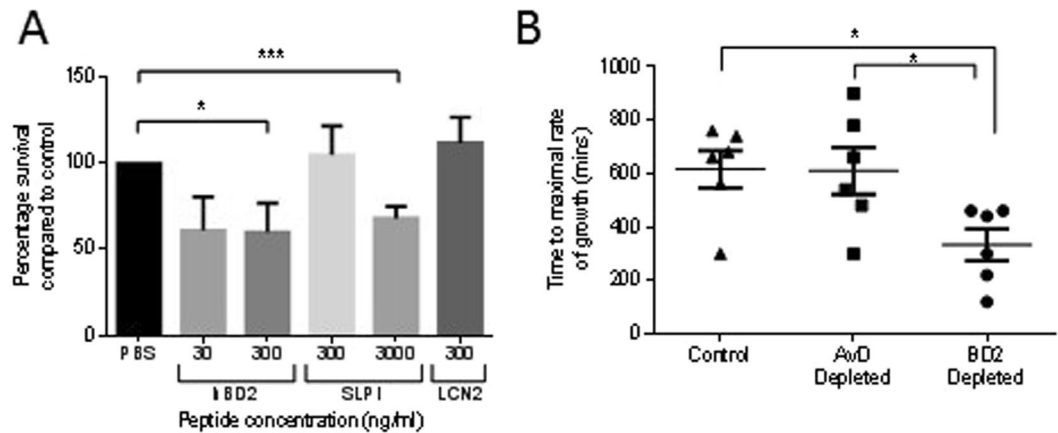 A
***
*
Percentage survival
compared to control
150
100
50
0
PBS
30
300
300
3000
300
hBD2
SLPI
LCN2
Peptide concentration (ng/ml)
B
*
*
Time to maximal rate
of growth (mins)
1000
800
600
400
200
0
Control
AvD
Depleted
BD2
Depleted